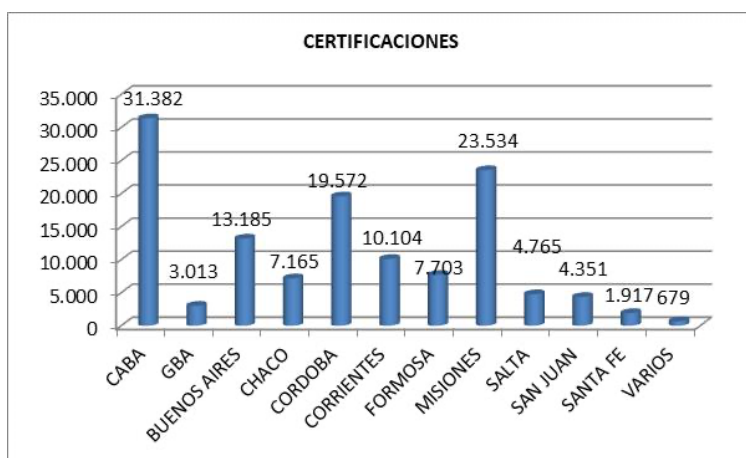 CERTIFICACIONES
35.000
30.000
25.000
20.000
15.000
10.000
5.000
0
31.382
3.013
13.185
7.165
19.572
10.104
7.703
23.534
4.765
4.351
1.917
679
CABA
GBA
BUENOS AIRES
CHACO
CORDOBA
CORRIENTES
FORMOSA
MISIONES
SALTA
SAN JUAN
SANTA FE
VARIOS